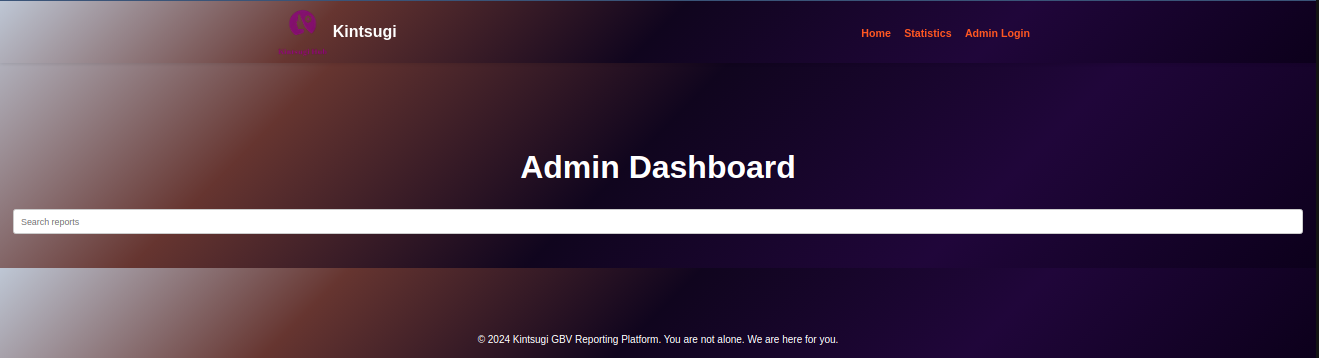 Kintsugi
Home Statistics Admin Login
Admin Dashboard
Search reports
© 2024 Kintsugi GBV Reporting Platform. You are not alone. We are here for you.